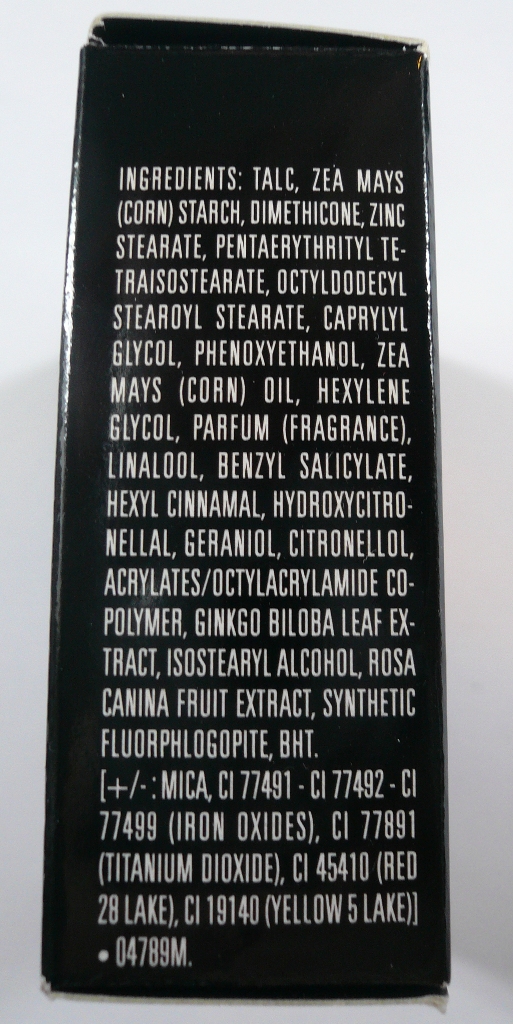 INGREDIENTS: TALC, ZEA MAYS
(CORN) STARCH, DIMETHICONE, ZINC
STEARATE, PENTAERYTHRITYL TE-
TRAISOSTEARATE, OCTYLDODECYL
STEAROYL STEARATE, CAPRYLYL
GLYCOL, PHENOXYETHANOL, ZEA
MAYS (CORN) OIL, HEXYLENE
GLYCOL, PARFUM (FRAGRANCE),
LINALOOL, BENZYL SALICYLATE,
HEXYL CINNAMAL, HYDROXYCITRO-
NELLAL, GERANIOL, CITRONELLOL,
ACRYLATES/OCTYLACRYLAMIDE CO-
POLYMER, GINKGO BILOBA LEAF EX-
TRACT, ISOSTEARYL ALCOHOL, ROSA
CANINA FRUIT EXTRACT, SYNTHETIC
FLUORPHLOGOPITE, BHT.
[+/-: MICA, CI 77491 - CI 77492 - CI
77499 (IRON OXIDES), CI 77891
(TITANIUM DIOXIDE), CI 45410 (RED
28 LAKE), CI 19140 (YELLOW 5 LAKE)]
• 04789M.